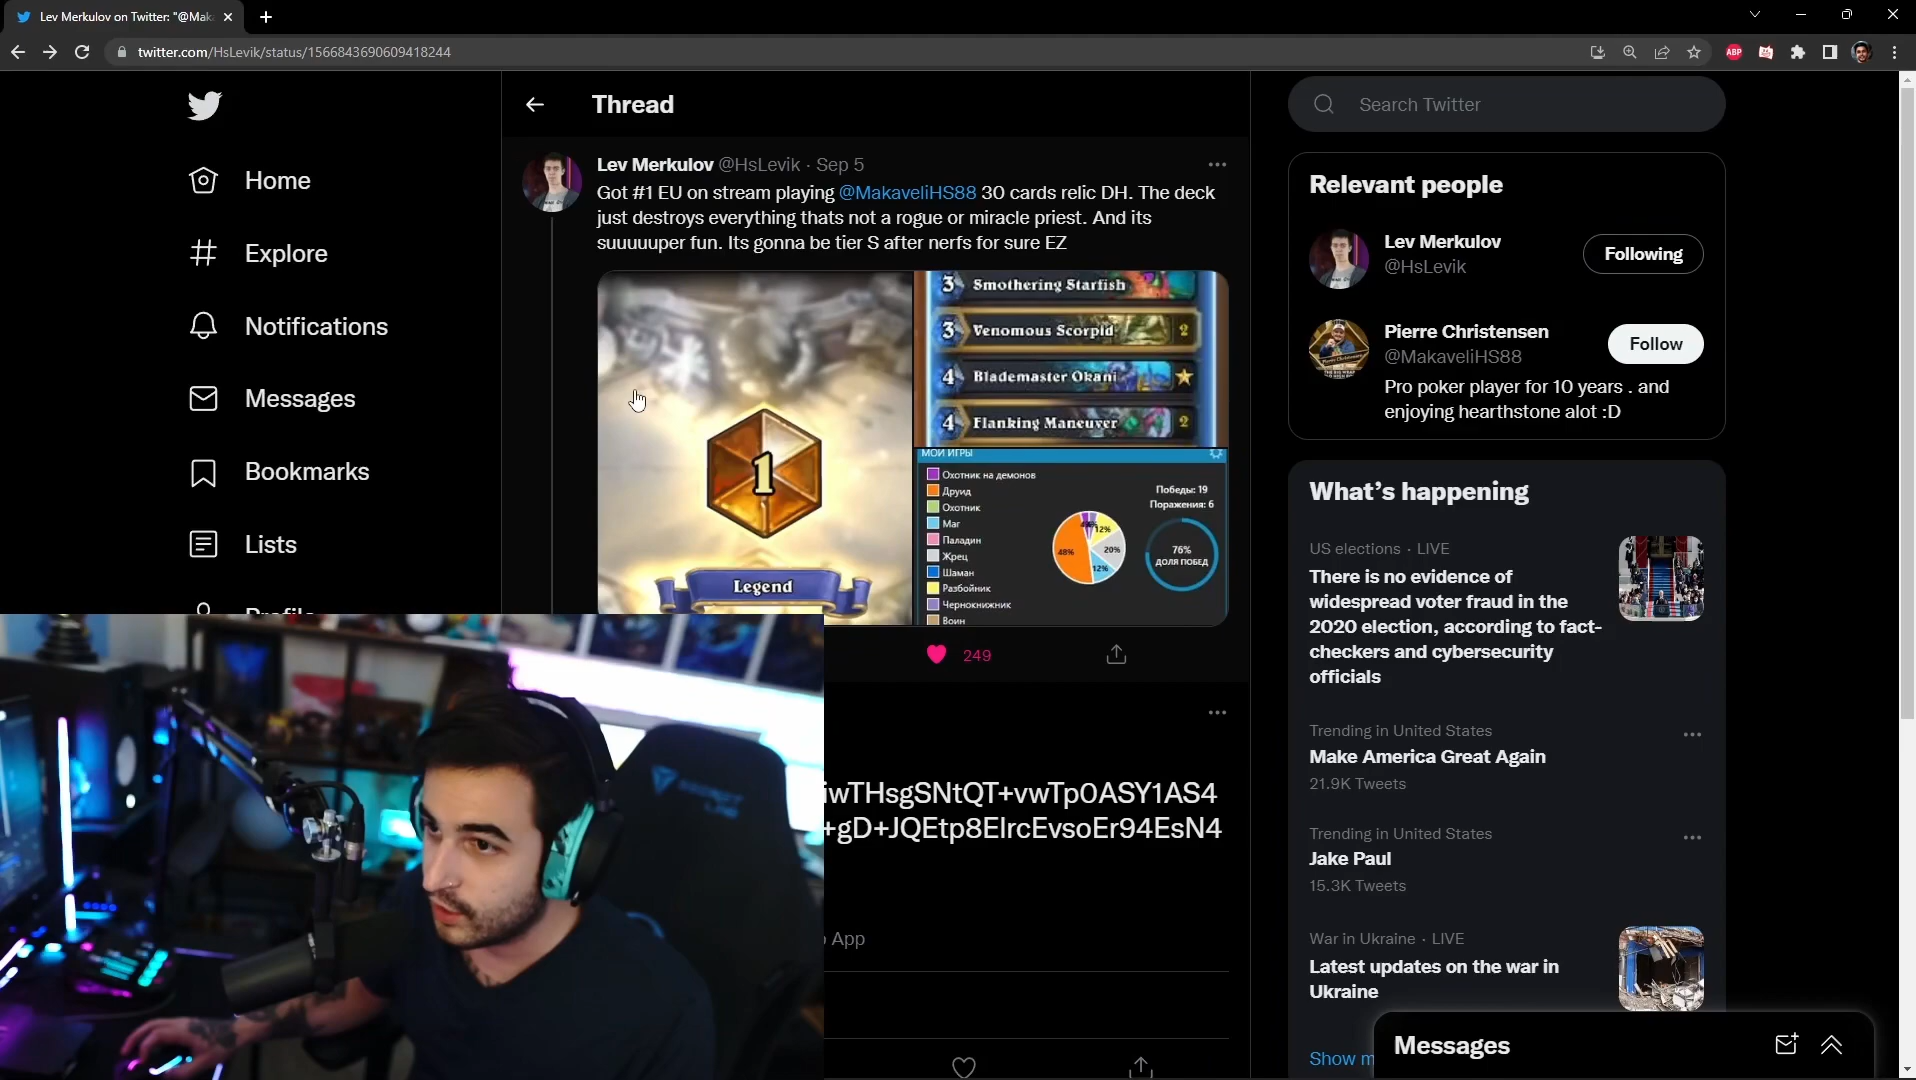 Lev Merkulov on Twitter: "@Mak
twitter.com/HsLevik/status/1566843690609418244
ABP
Home
Explore
Notifications
Messages
Bookmarks
Lists
Profile
Thread
Lev Merkulov @HsLevik · Sep 5
Got #1 EU on stream playing @MakaveliHS88 30 cards relic DH. The deck
just destroys everything thats not a rogue or miracle priest. And its
suuuuuper fun. Its gonna be tier S after nerfs for sure EZ
1
Legend
3 Smothering Starfish
3 Venomous Scorpid 2
4 Blademaster Okani
4 Flanking Maneuver 2
МОИ ИГРЫ
Охотник на демонов
Друид
Охотник
Маг
Паладин
Жрец
Шаман
Разбойник
Чернокнижник
Воин
48%
12%
20%
12%
Победы: 19
Поражения: 6
76%
ДОЛЯ ПОБЕД
249
iwTHsgSNtQT+vwTp0ASY1AS4
+gD+JQEtp8ElrcEvsoEr94EsN4
App
Search Twitter
Relevant people
Lev Merkulov
@HsLevik
Following
Pierre Christensen
@MakaveliHS88
Follow
Pro poker player for 10 years . and
enjoying hearthstone alot :D
What's happening
US elections · LIVE
There is no evidence of
widespread voter fraud in the
2020 election, according to fact-
checkers and cybersecurity
officials
Trending in United States
Make America Great Again
21.9K Tweets
Trending in United States
Jake Paul
15.3K Tweets
War in Ukraine · LIVE
Latest updates on the war in
Ukraine
Show m
Messages